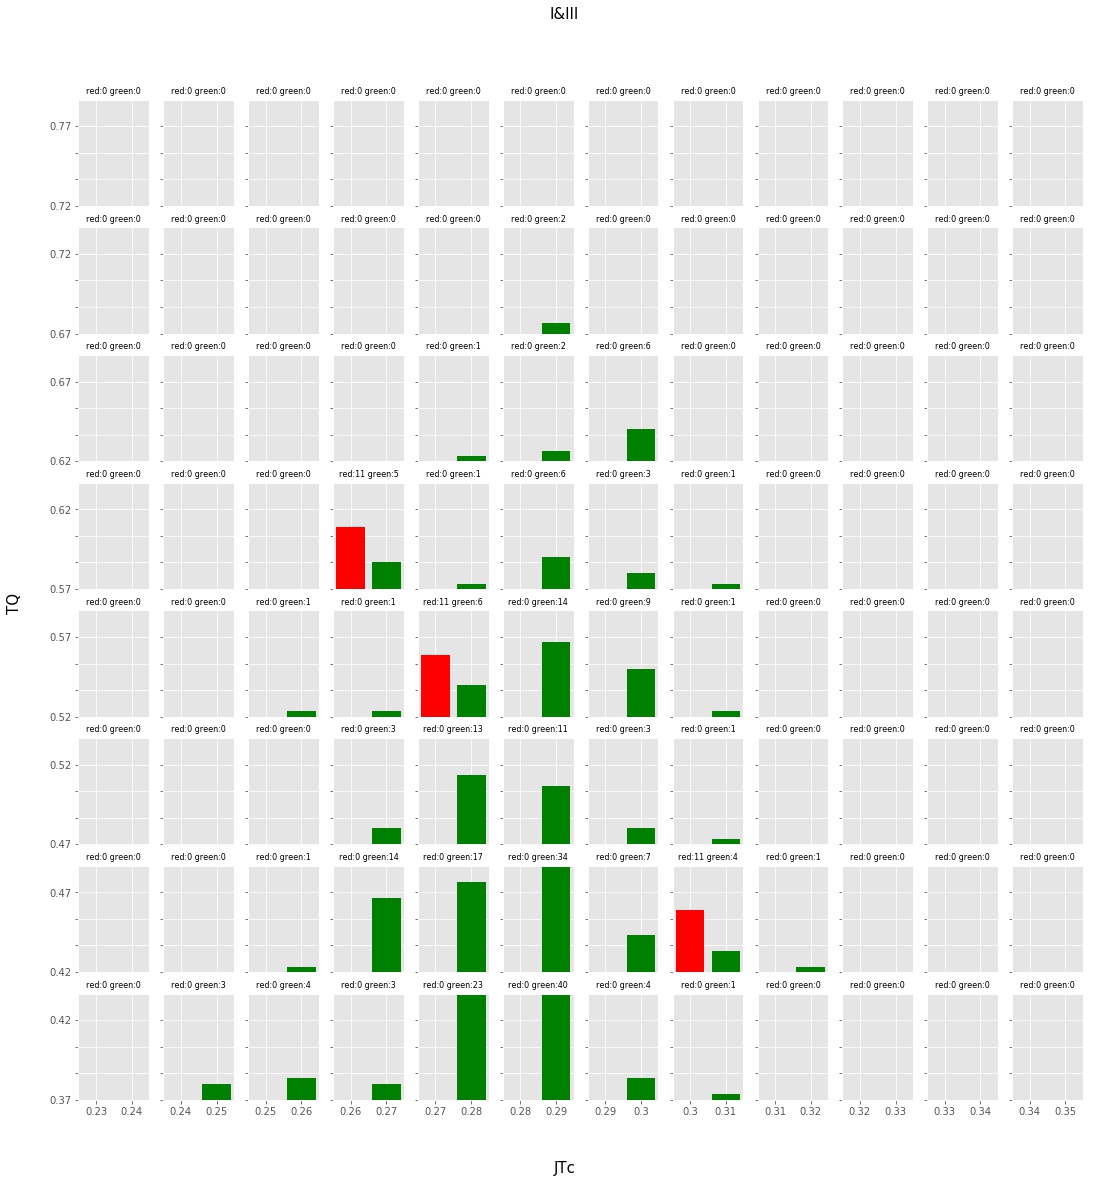 I&III
red:0 green:0 red:0 green:0 red:0 green:0 red:0 green:0 red:0 green:0 red:0 green:0 red:0 green:0 red:0 green:0 red:0 green:0 red:0 green:0 red:0 green:0 red:0 green:0
0.77
0.72
red:0 green:0 red:0 green:0 red:0 green:0 red:0 green:0 red:0 green:0 red:0 green:2 red:0 green:0 red:0 green:0 red:0 green:0 red:0 green:0 red:0 green:0 red:0 green:0
0.72
0.67
red:0 green:0 red:0 green:0 red:0 green:0 red:0 green:0 red:0 green:1 red:0 green:2 red:0 green:6 red:0 green:0 red:0 green:0 red:0 green:0 red:0 green:0 red:0 green:0
0.67
0.62
red:0 green:0 red:0 green:0 red:0 green:0 red:11 green:5 red:0 green:1 red:0 green:6 red:0 green:3 red:0 green:1 red:0 green:0 red:0 green:0 red:0 green:0 red:0 green:0
0.62
0.57
TQ
red:0 green:0 red:0 green:0 red:0 green:1 red:0 green:1 red:11 green:6 red:0 green:14 red:0 green:9 red:0 green:1 red:0 green:0 red:0 green:0 red:0 green:0 red:0 green:0
0.57
0.52
red:0 green:0 red:0 green:0 red:0 green:0 red:0 green:3 red:0 green:13 red:0 green:11 red:0 green:3 red:0 green:1 red:0 green:0 red:0 green:0 red:0 green:0 red:0 green:0
0.52
0.47
red:0 green:0 red:0 green:0 red:0 green:1 red:0 green:14 red:0 green:17 red:0 green:34 red:0 green:7 red:11 green:4 red:0 green:1 red:0 green:0 red:0 green:0 red:0 green:0
0.47
0.42
red:0 green:0 red:0 green:3 red:0 green:4 red:0 green:3 red:0 green:23 red:0 green:40 red:0 green:4 red:0 green:1 red:0 green:0 red:0 green:0 red:0 green:0 red:0 green:0
0.42
0.37
0.23 0.24 0.24 0.25 0.25 0.26 0.26 0.27 0.27 0.28 0.28 0.29 0.29 0.3 0.3 0.31 0.31 0.32 0.32 0.33 0.33 0.34 0.34 0.35
JTc